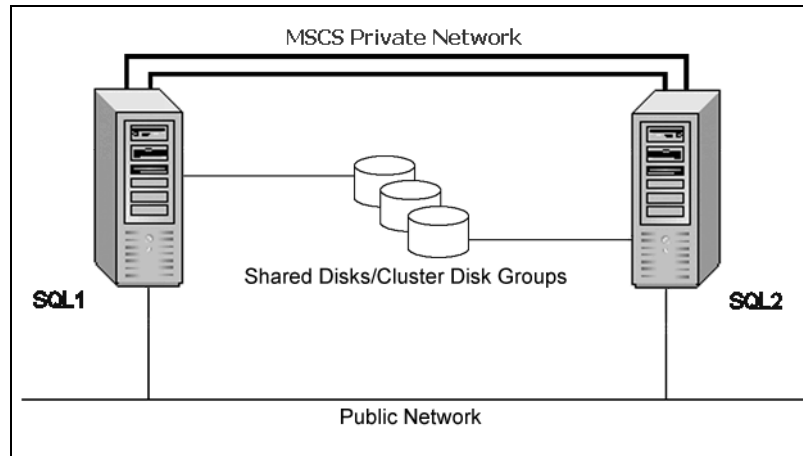 MSCS Private Network
Shared Disks/Cluster Disk Groups
SQL1
SQL2
Public Network